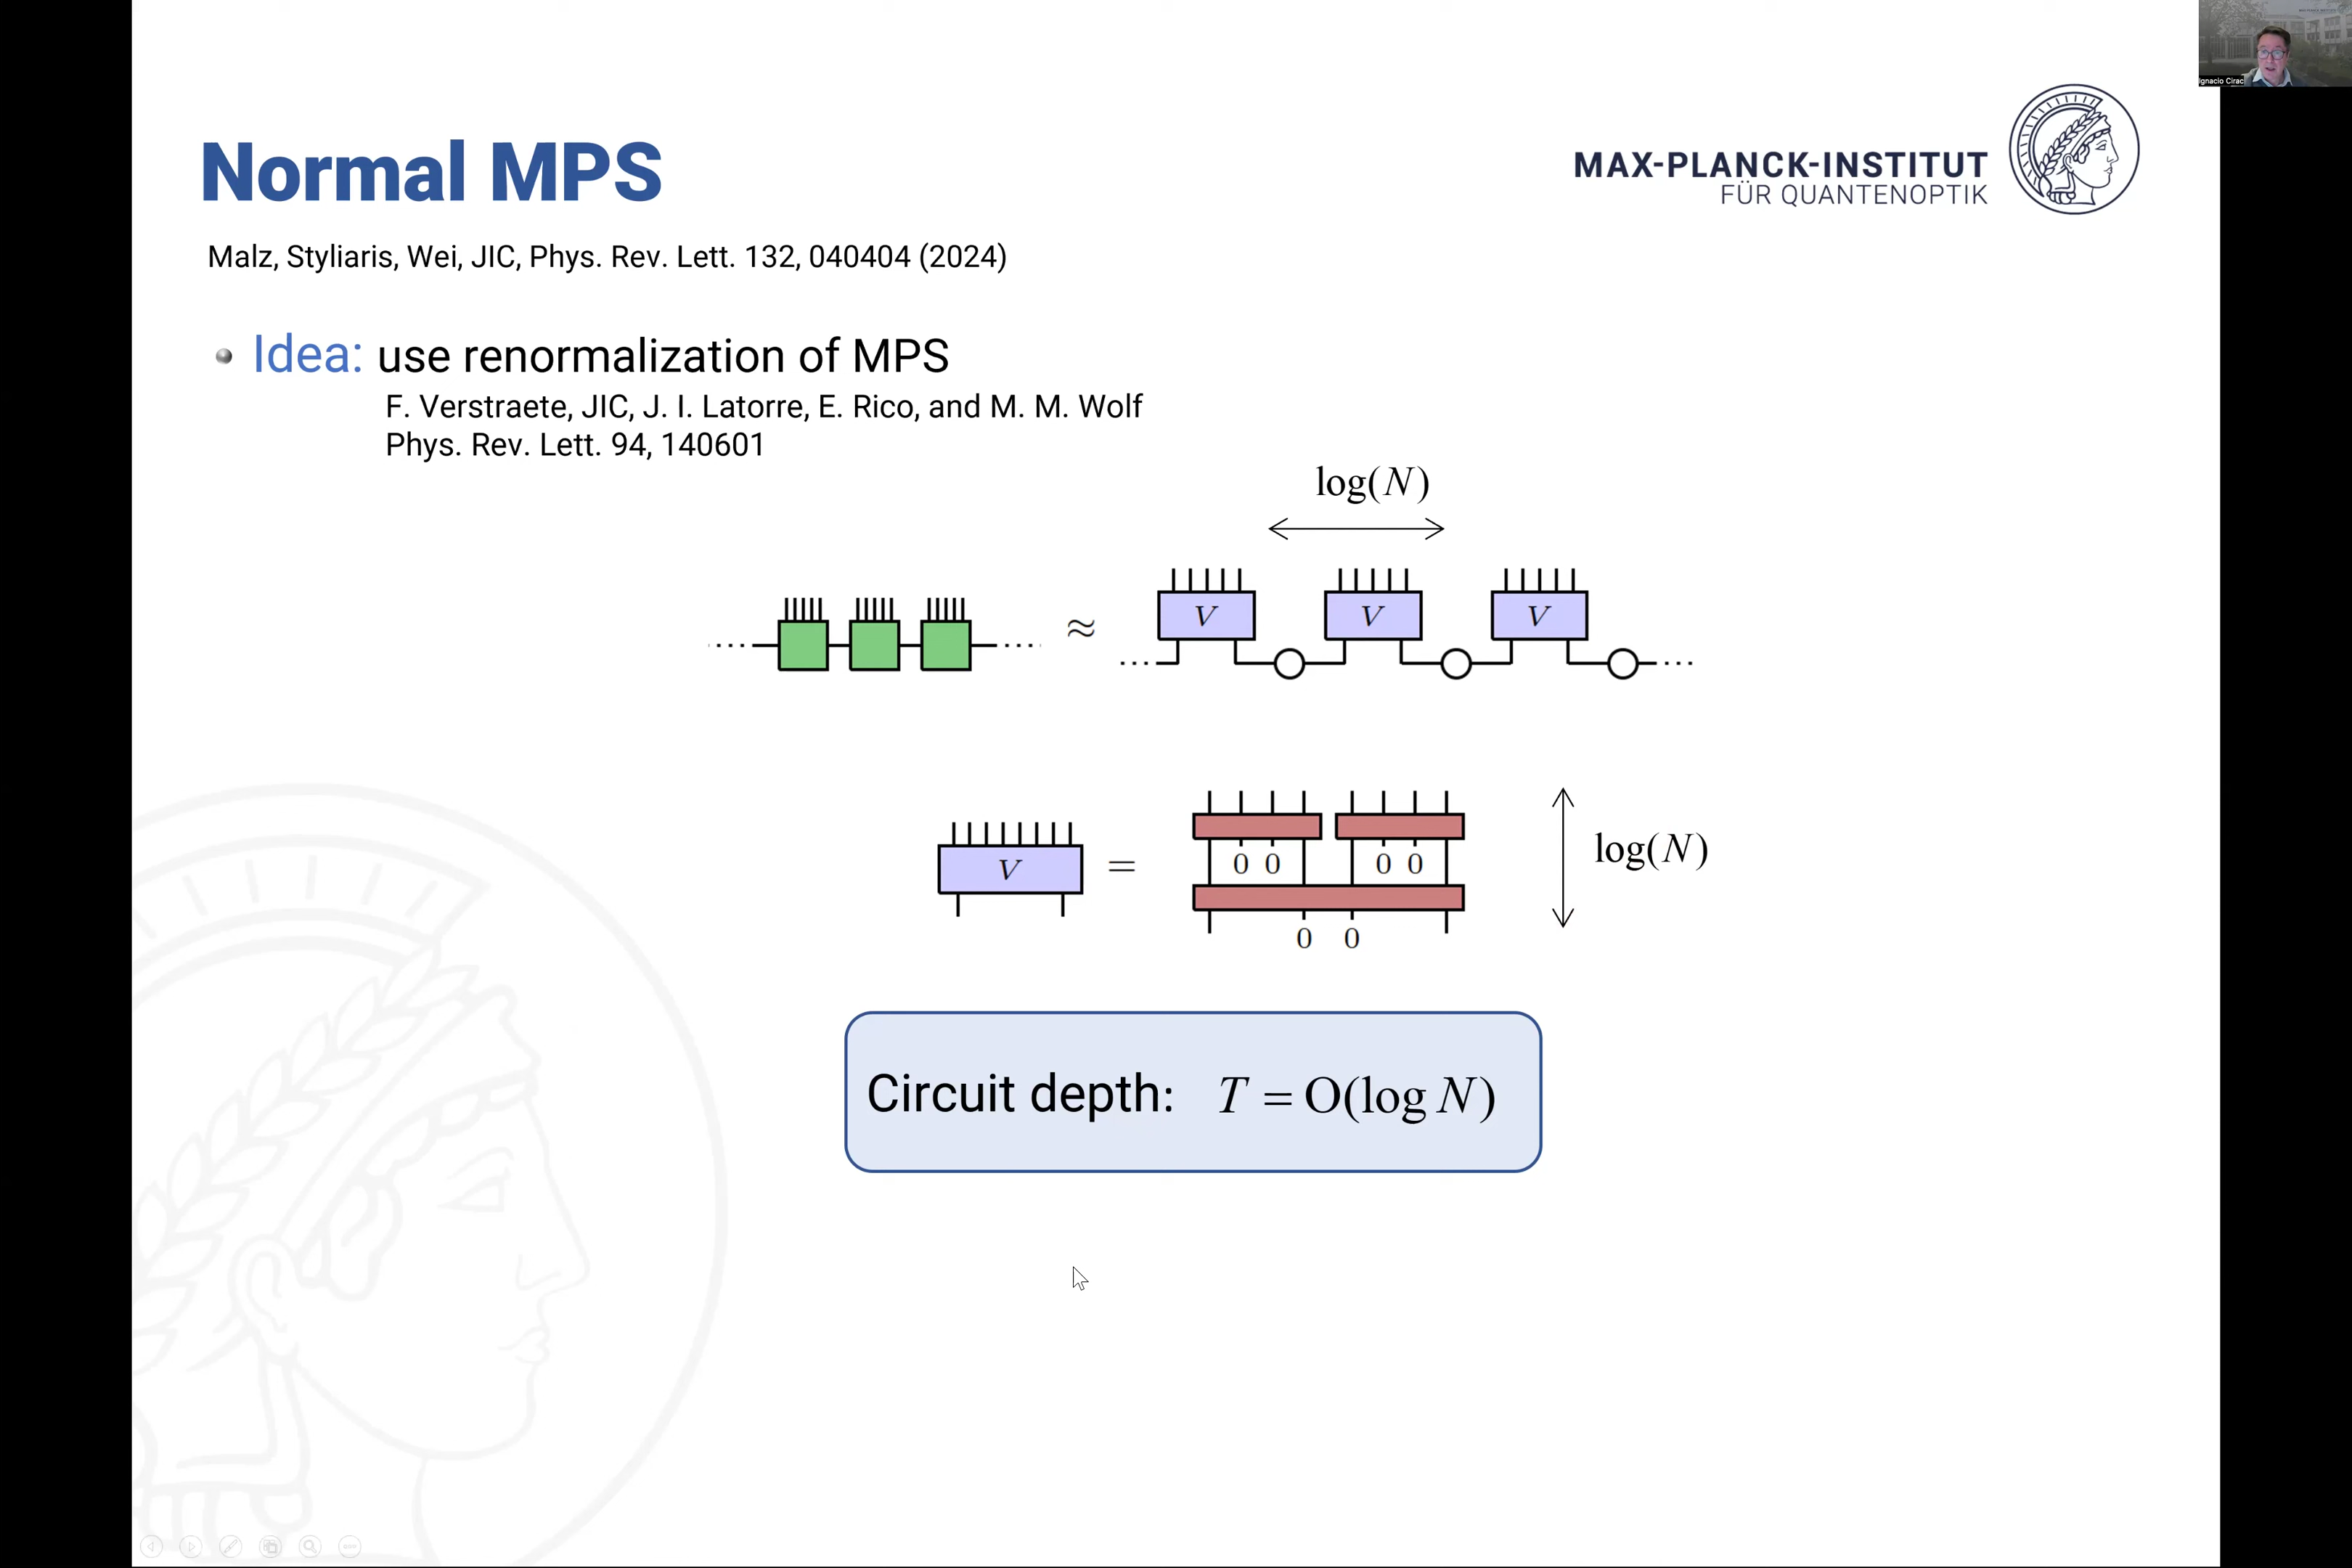 Ignacio Cirac
Normal MPS
MAX-PLANCK-INSTITUT
FÜR QUANTENOPTIK
Malz, Styliaris, Wei, JIC, Phys. Rev. Lett. 132, 040404 (2024)
Idea: use renormalization of MPS
F. Verstraete, JIC, J. I. Latorre, E. Rico, and M. M. Wolf
Phys. Rev. Lett. 94, 140601
log(N)
V V V
≈
V = 0 0 0 0
log(N)
0 0
Circuit depth: T = O(log N)